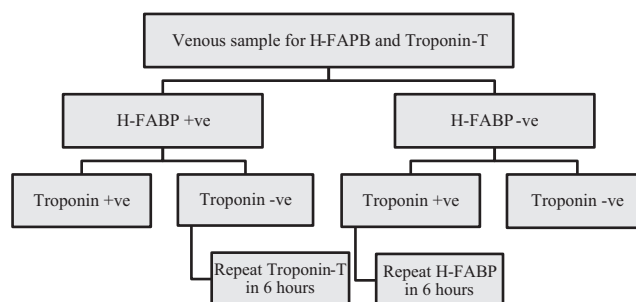 Venous sample for H-FAPB and Troponin-T
H-FABP +ve
H-FABP -ve
Troponin +ve
Troponin -ve
Troponin +ve
Troponin -ve
Repeat Troponin-T
in 6 hours
Repeat H-FABP
in 6 hours